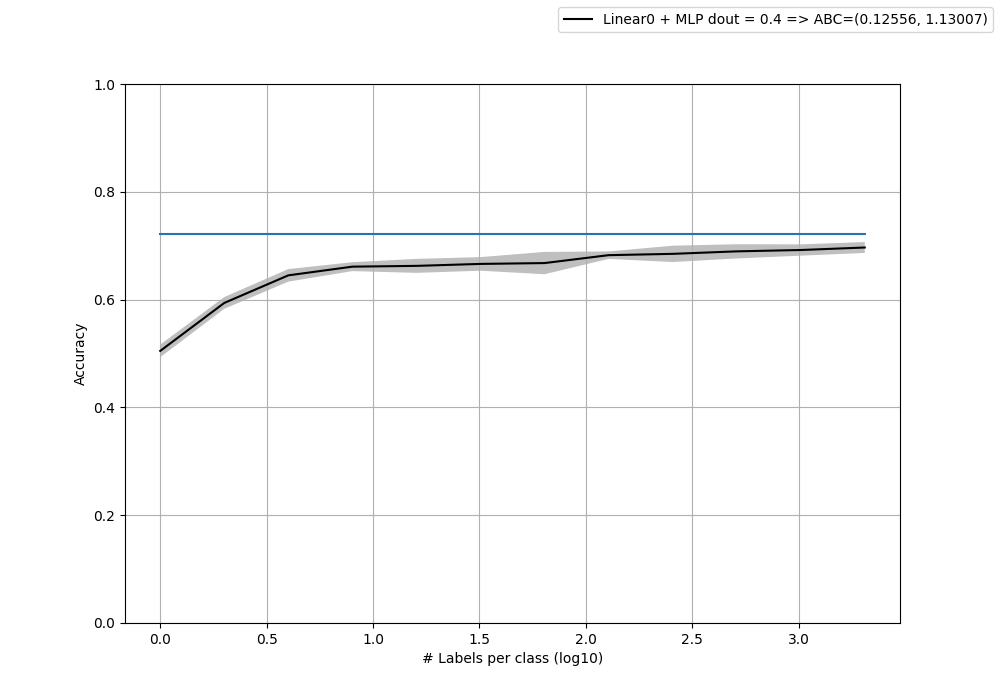 Linear0 + MLP dout = 0.4 => ABC=(0.12556, 1.13007)
1.0
0.8
0.6
0.4
0.2
0.0
Accuracy
0.0 0.5 1.0 1.5 2.0 2.5 3.0
# Labels per class (log10)